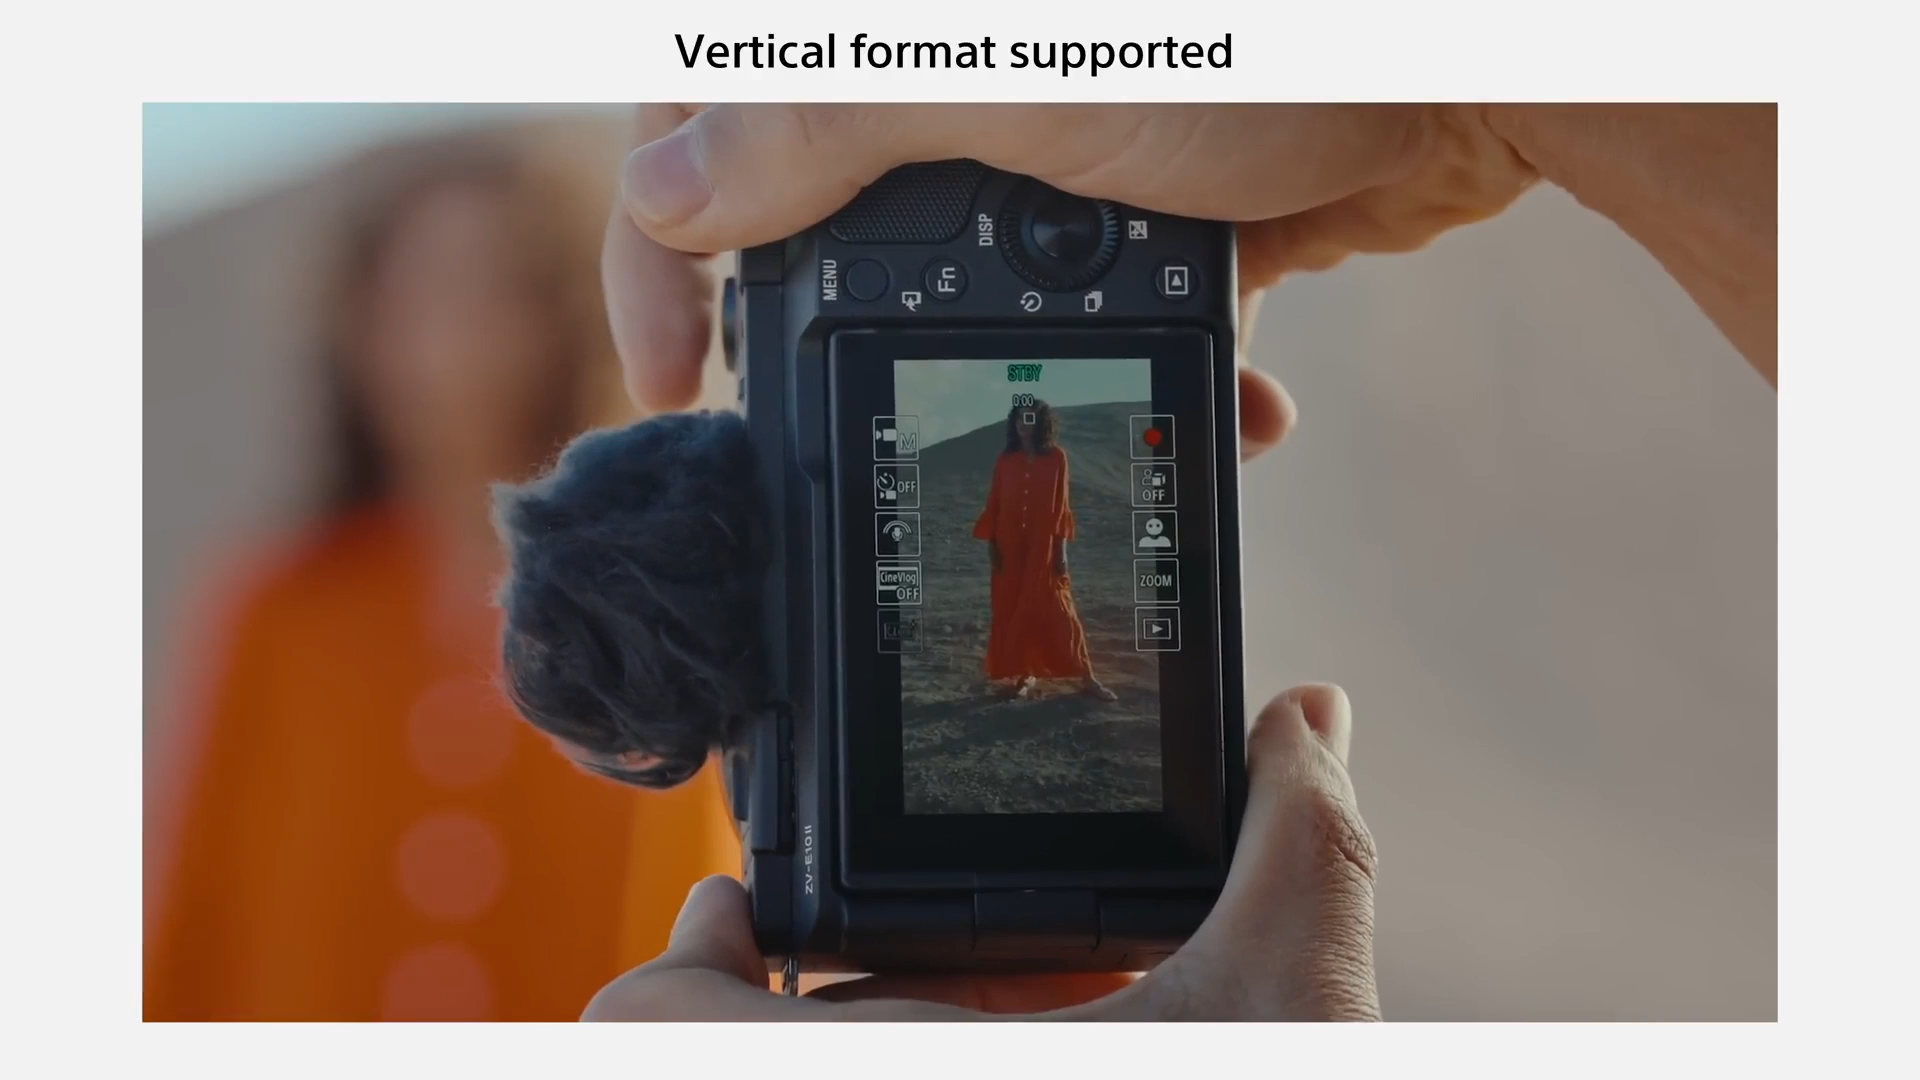 Vertical format supported
DISP
MENU
Fn
STBY
0:00
M
OFF
OFF
CineVlog
OFF
ZOOM
ZV-E10 II